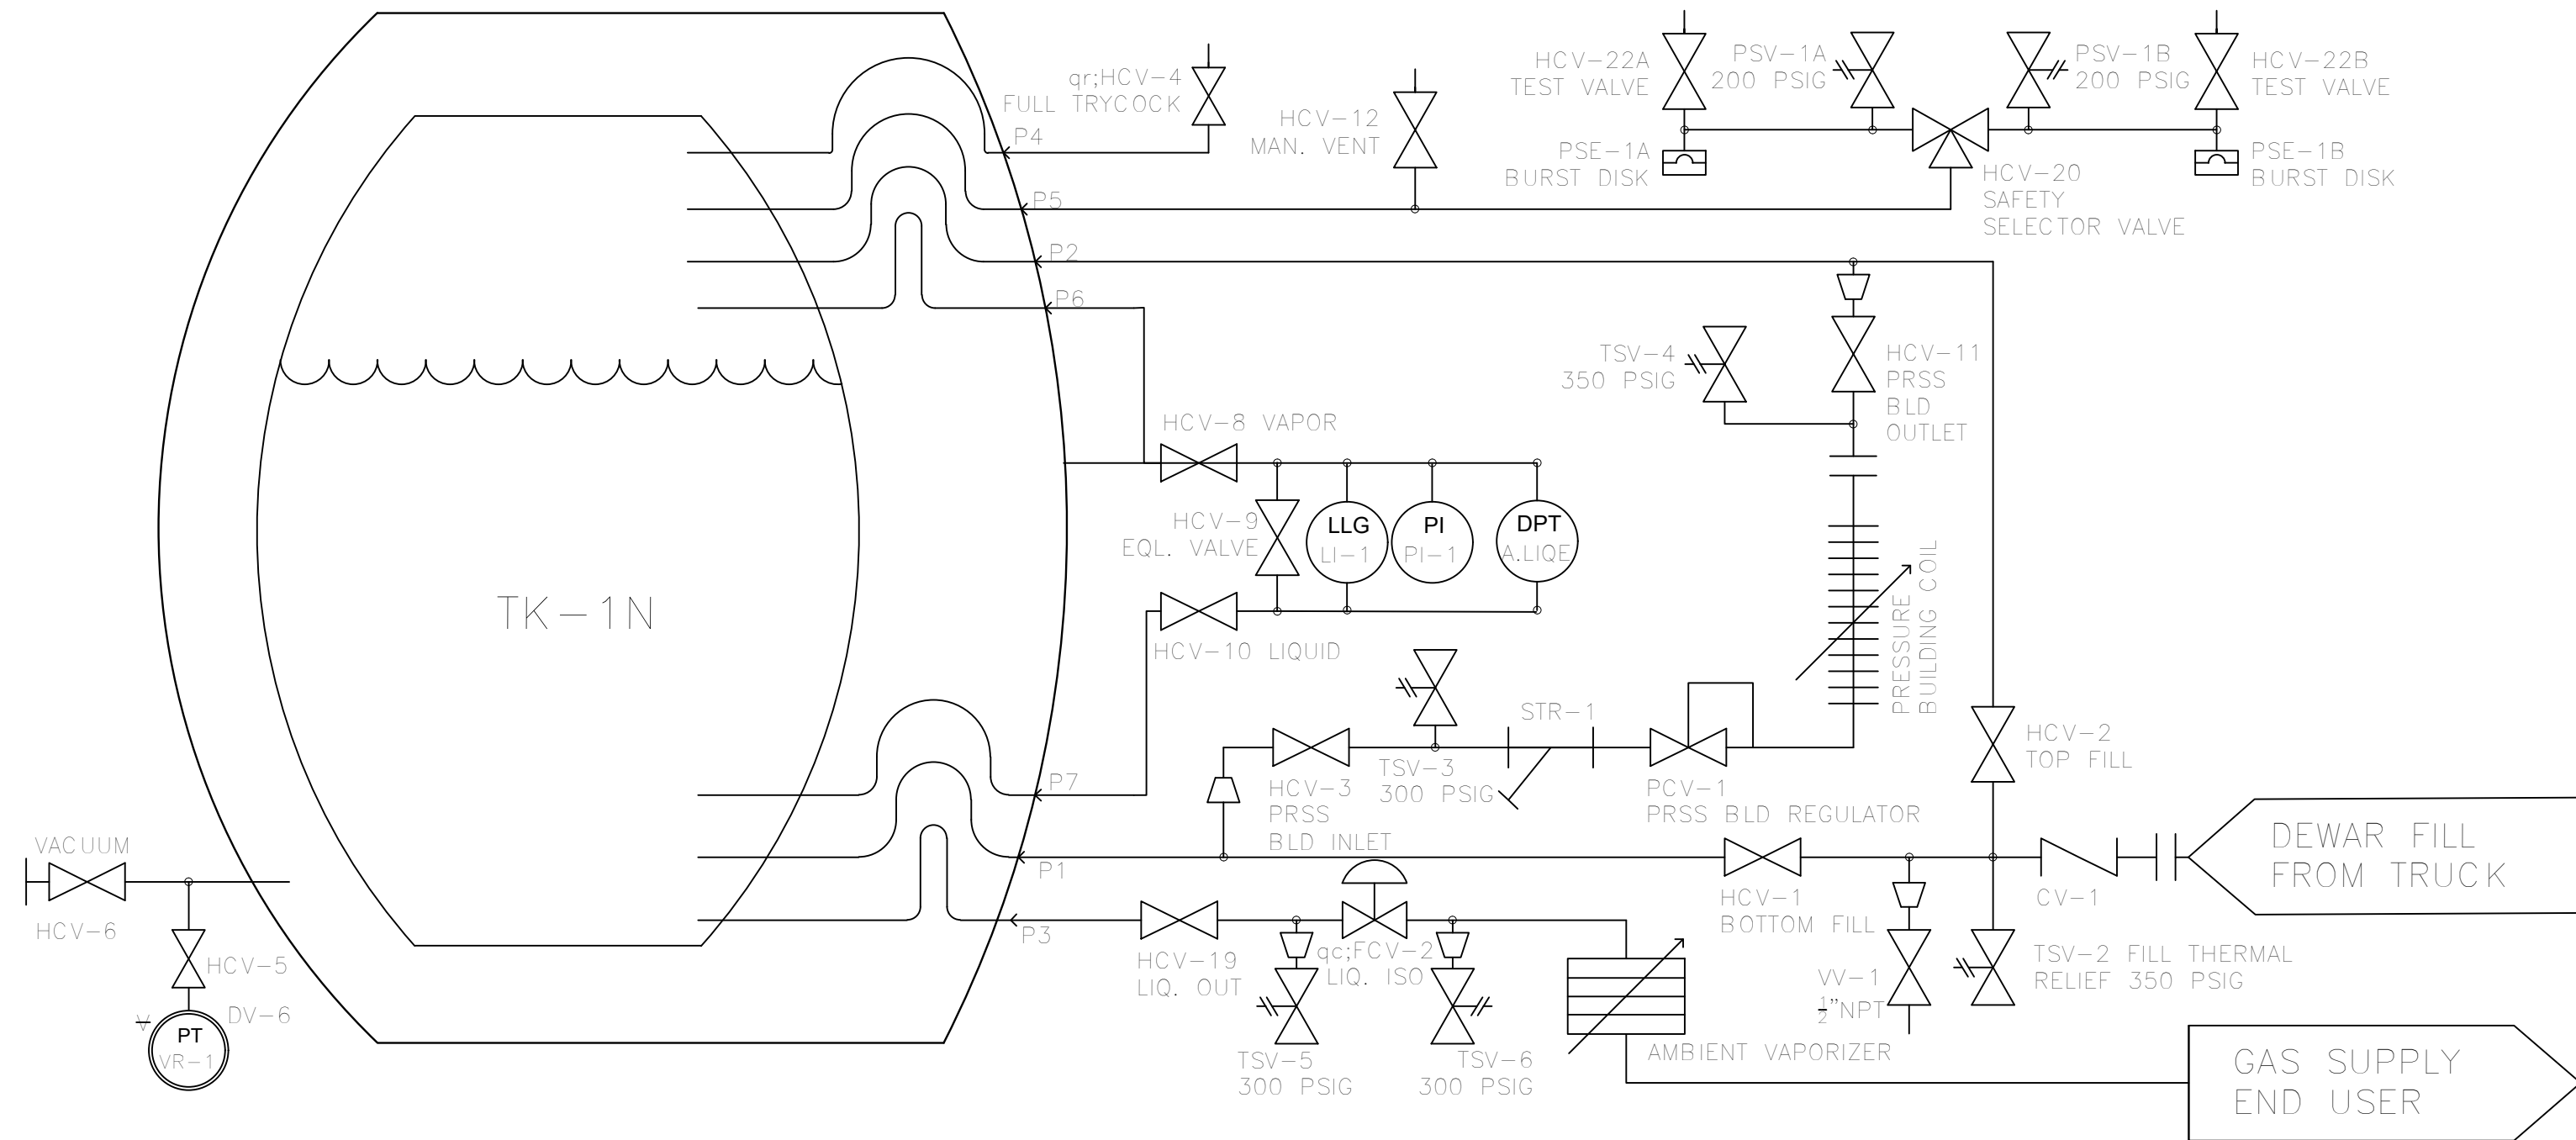 qr;HCV-4
FULL TRYCOCK
P4
HCV-12
MAN. VENT
HCV-22A
TEST VALVE
PSV-1A
200 PSIG
PSV-1B
200 PSIG
HCV-22B
TEST VALVE
PSE-1A
BURST DISK
HCV-20
SAFETY
SELECTOR VALVE
PSE-1B
BURST DISK
P5
P2
P6
TSV-4
350 PSIG
HCV-11
PRSS
BLD
OUTLET
HCV-8 VAPOR
HCV-9
EQL. VALVE
LLG
LI-1
PI
PI-1
DPT
A.LIQE
TK-1N
HCV-10 LIQUID
PRESSURE
BUILDING COIL
STR-1
HCV-2
TOP FILL
P7
HCV-3
PRSS
BLD INLET
TSV-3
300 PSIG
PCV-1
PRSS BLD REGULATOR
DEWAR FILL
FROM TRUCK
VACUUM
HCV-6
P1
HCV-1
BOTTOM FILL
CV-1
P3
HCV-5
HCV-19
LIQ. OUT
qc;FCV-2
LIQ. ISO
VV-1
½"NPT
TSV-2 FILL THERMAL
RELIEF 350 PSIG
V
DV-6
PT
VR-1
TSV-5
300 PSIG
TSV-6
300 PSIG
AMBIENT VAPORIZER
GAS SUPPLY
END USER